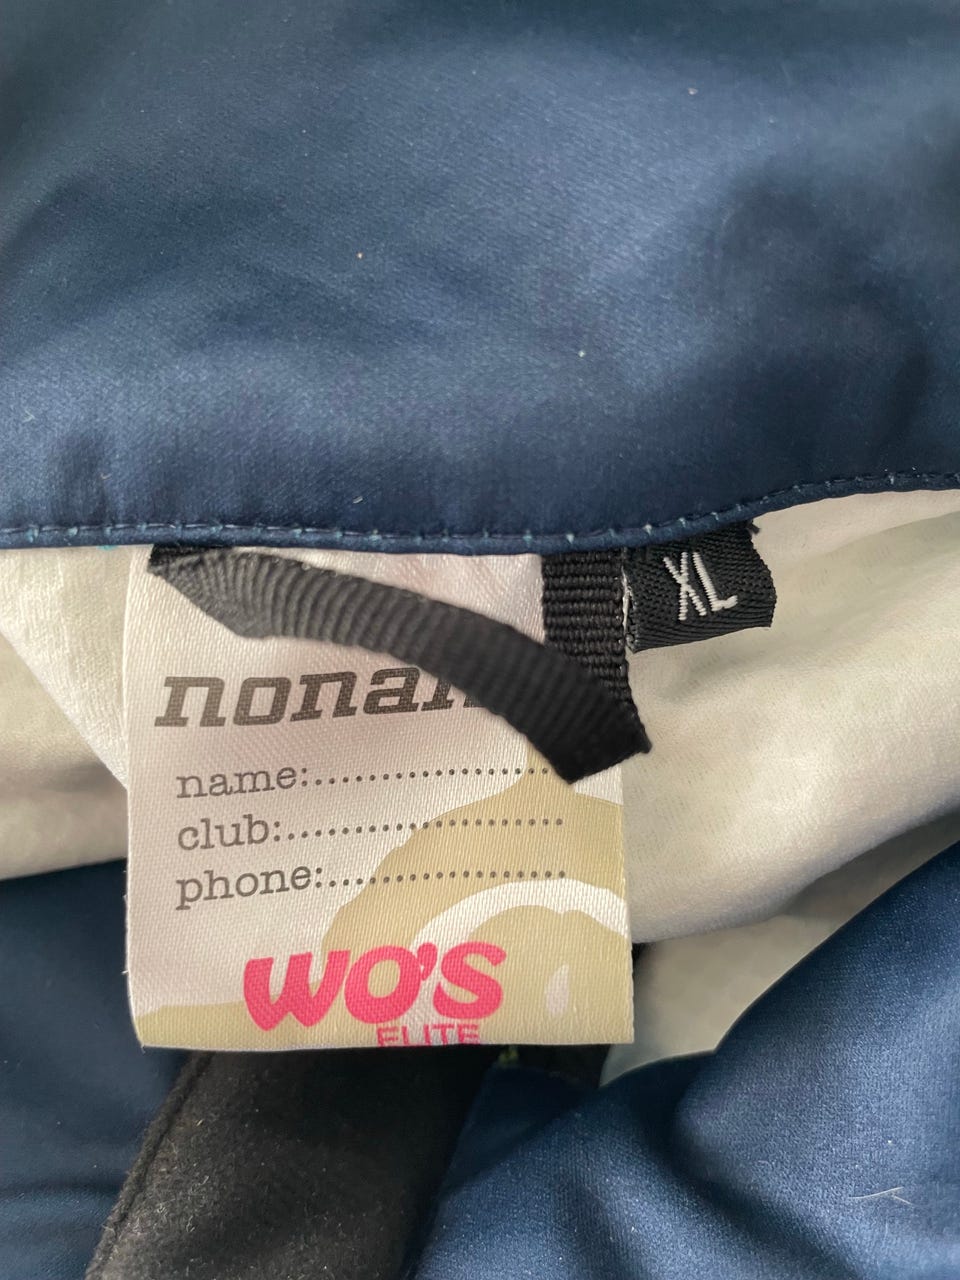 XL
nonam
name:....................
club:........................
phone:....................
WO'S
ELITE